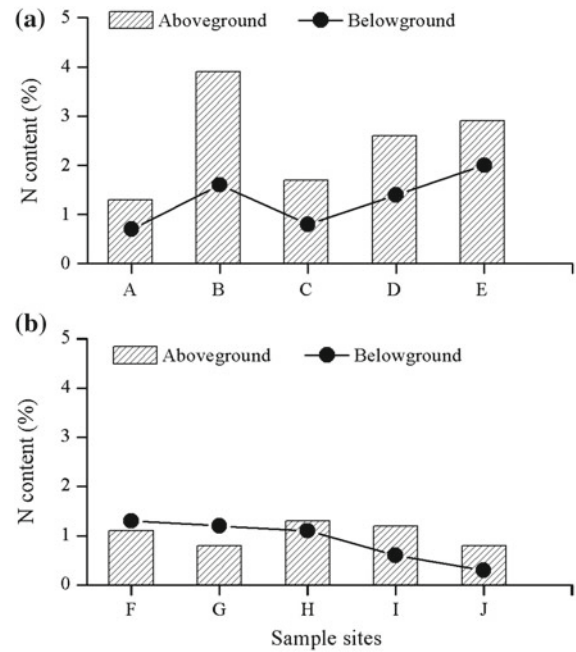 (a)
Aboveground
Belowground
N content (%)
5
4
3
2
1
0
A B C D E
(b)
Aboveground
Belowground
N content (%)
5
4
3
2
1
0
F G H I J
Sample sites